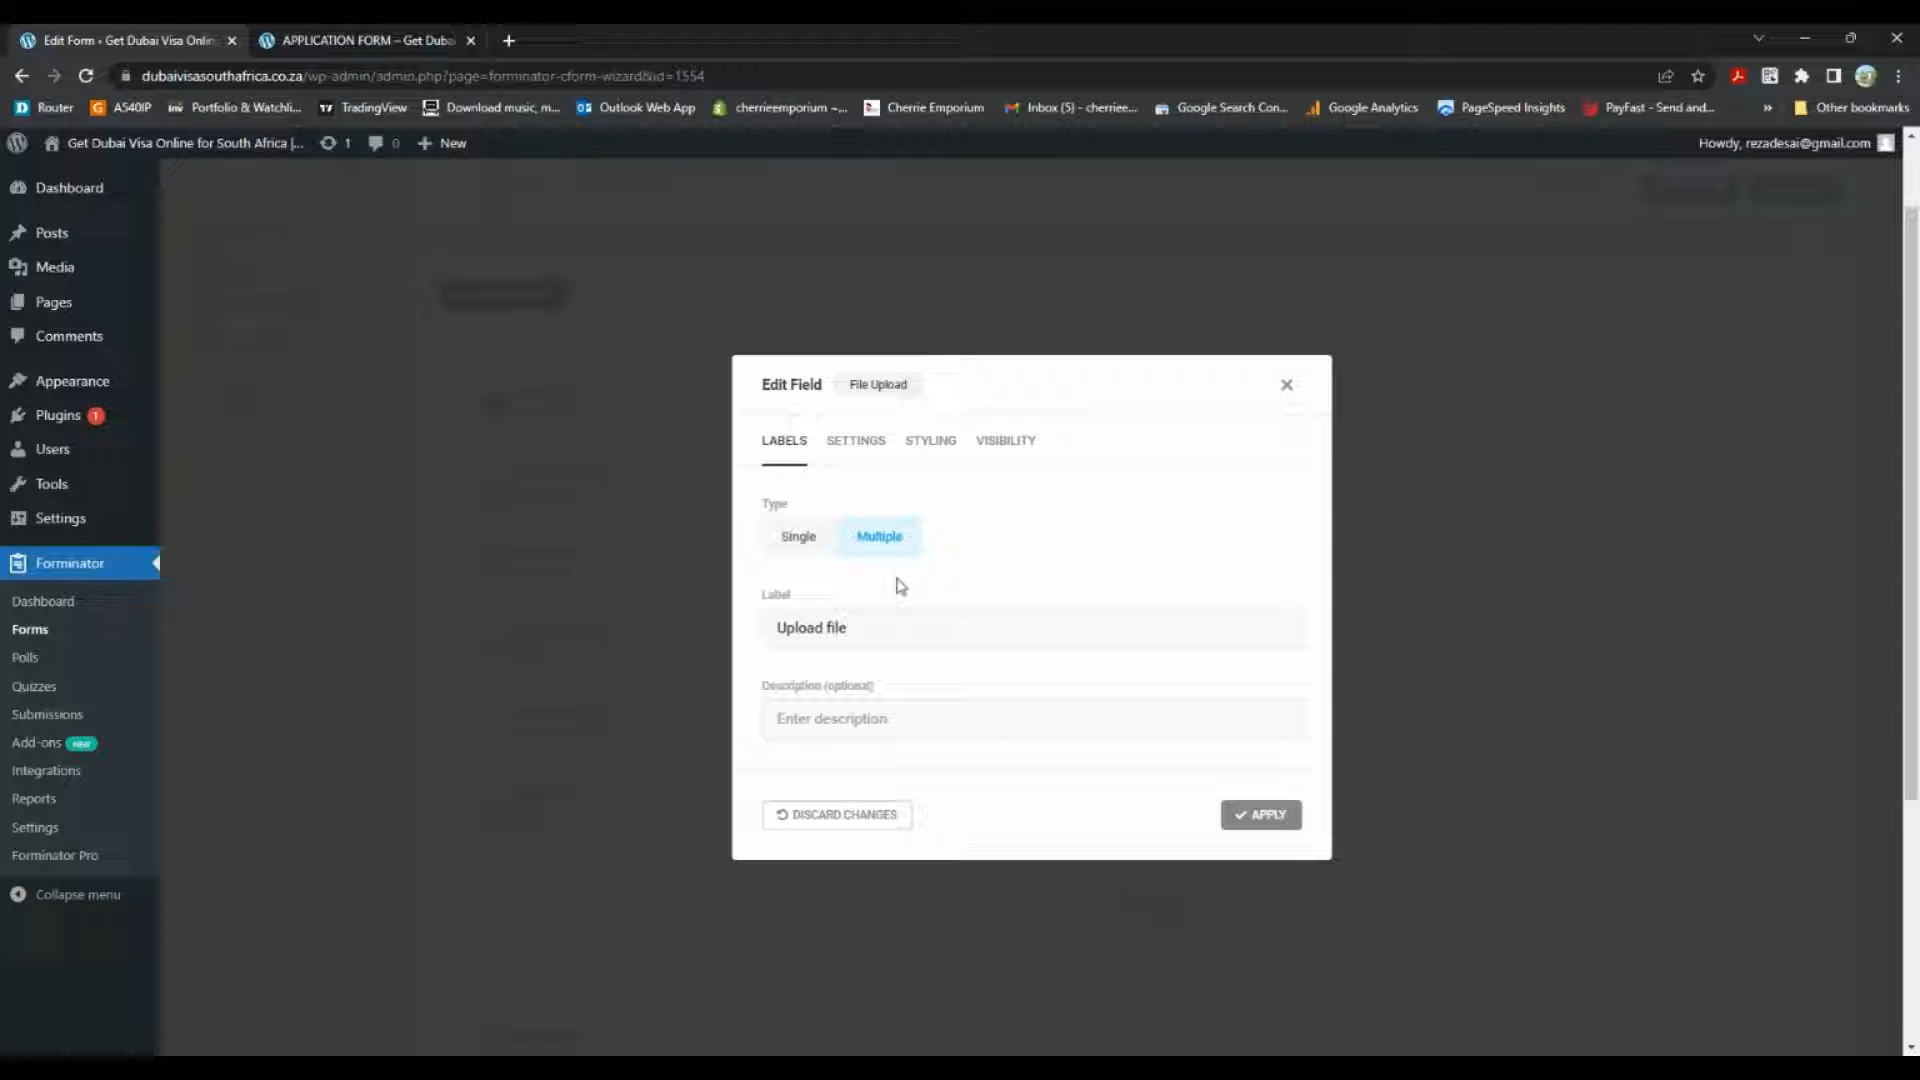 Edit Form ‹ Get Dubai Visa Onlin
APPLICATION FORM – Get Duba
dubaivisasouthafrica.co.za/wp-admin/admin.php?page=forminator-cform-wizard&id=1554
Router
A540IP
Portfolio & Watchli...
TradingView
Download music, m...
Outlook Web App
cherrieemporium ~...
Cherrie Emporium
Inbox (5) - cherriee...
Google Search Con...
Google Analytics
PageSpeed Insights
PayFast - Send and...
»
Other bookmarks
Get Dubai Visa Online for South Africa |...
1
0
+ New
Howdy, rezadesai@gmail.com
Dashboard
Posts
Media
Pages
Comments
Appearance
Plugins 1
Users
Tools
Settings
Forminator
Dashboard
Forms
Polls
Quizzes
Submissions
Add-ons NEW
Integrations
Reports
Settings
Forminator Pro
Collapse menu
Edit Field File Upload
LABELS SETTINGS STYLING VISIBILITY
Type
Single Multiple
Label
Upload file
Description (optional)
Enter description
DISCARD CHANGES
APPLY